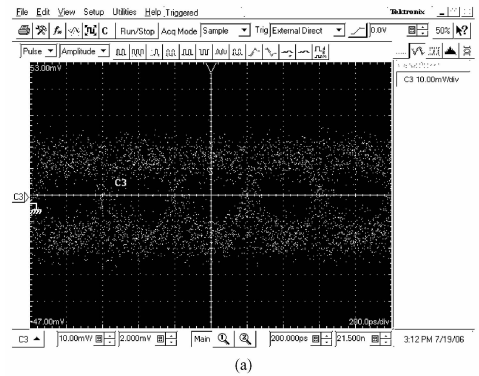 File Edit View Setup Utilities Help Triggered Tektronix
C Run/Stop Acq Mode Sample Trig External Direct 0.0V 50%
Pulse Amplitude
53.00mV
C3 10.00mV/div
C3
C3
-47.00mV 200.0ps/div
C3 10.00mW 2.000mV Main 200.000ps 21.500n 3:12 PM 7/19/06
(a)